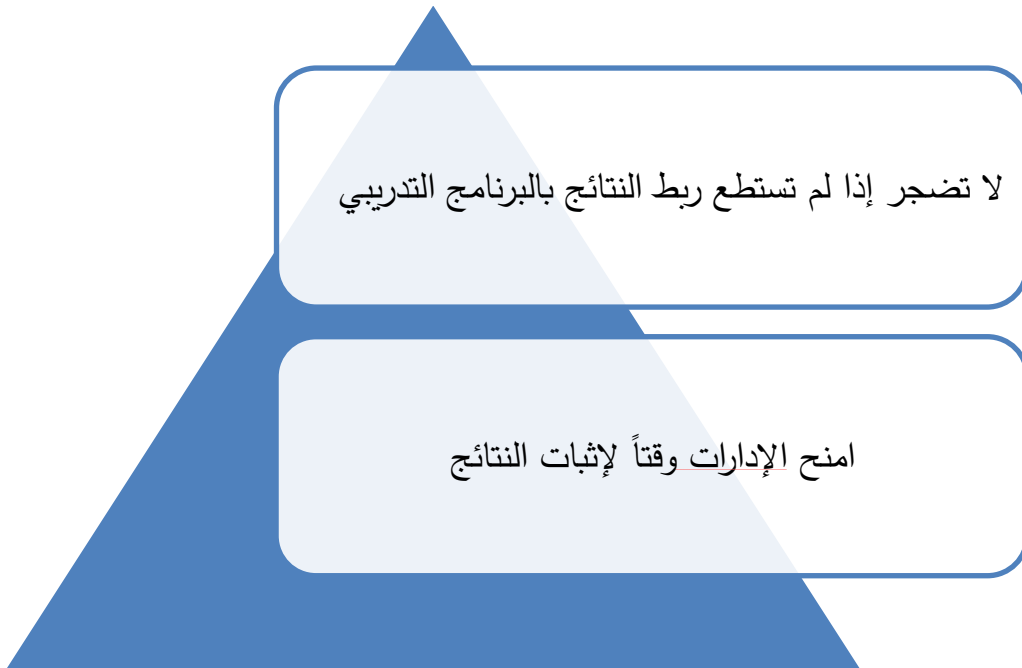 لا تضجر إذا لم تستطع ربط النتائج بالبرنامج التدريبي
امنح الإدارات وقتاً لإثبات النتائج